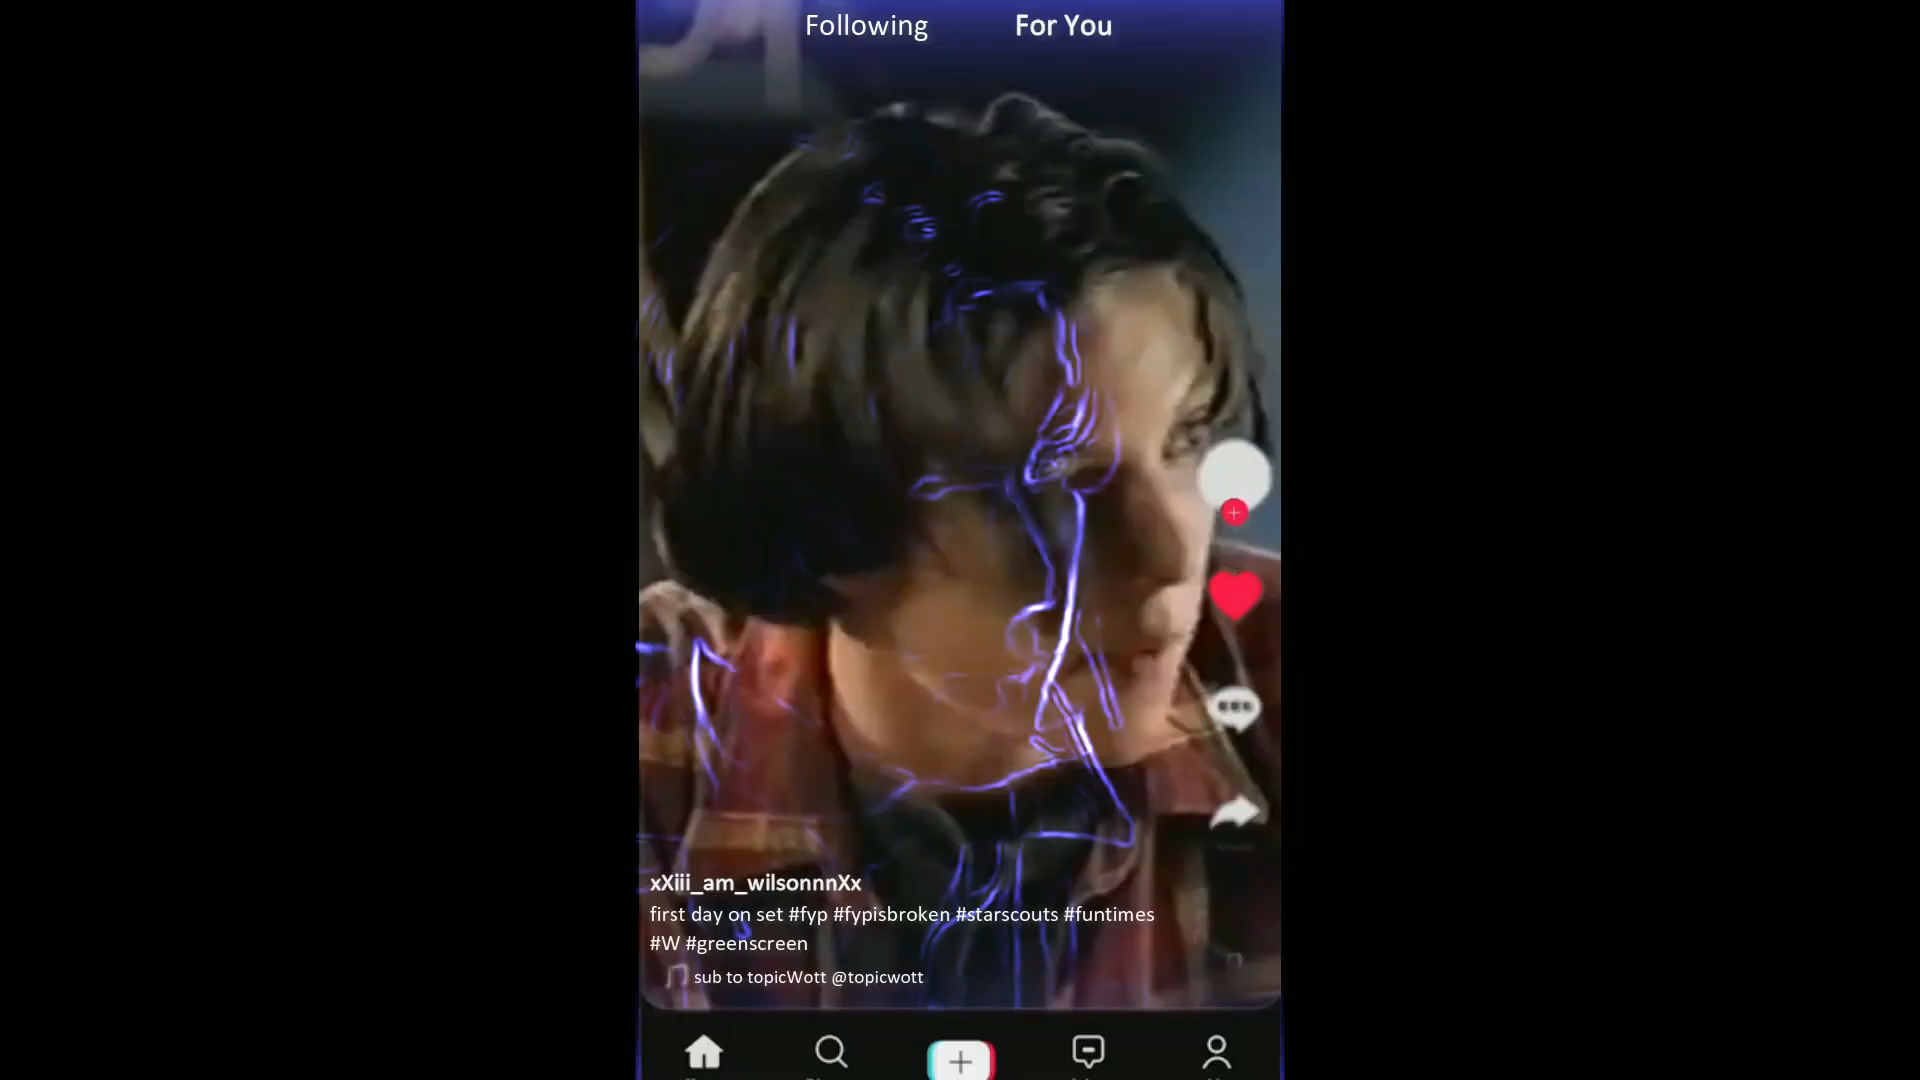 Following
For You
xXiii_am_wilsonnnXx
first day on set #fyp #fypisbroken #starscouts #funtimes
#W #greenscreen
sub to topicWott @topicwott